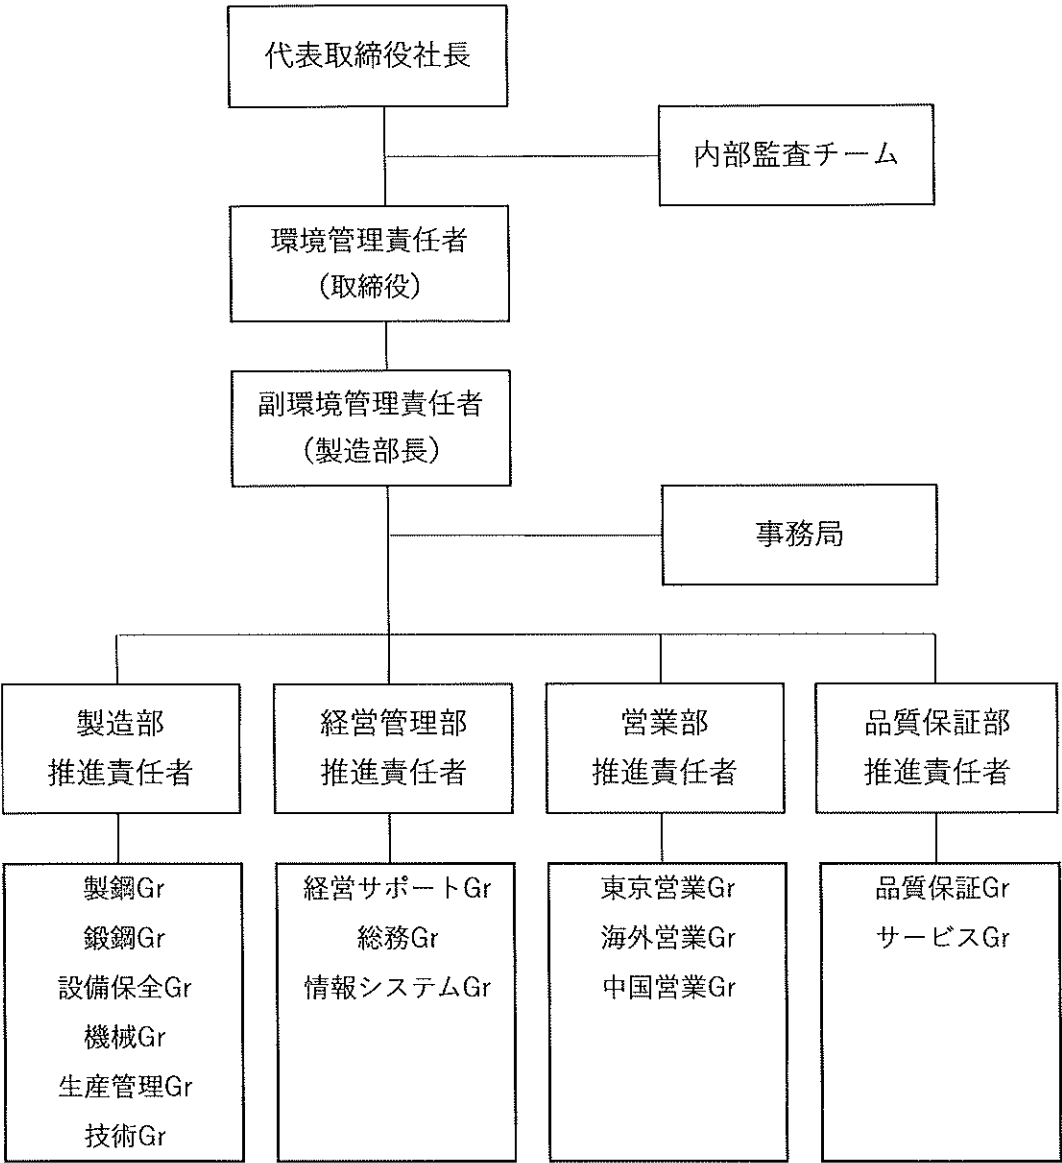 代表取締役社長
内部監査チーム
環境管理責任者
（取締役）
副環境管理責任者
（製造部長）
事務局
製造部
推進責任者
経営管理部
推進責任者
営業部
推進責任者
品質保証部
推進責任者
製鋼Gr
鍛鋼Gr
設備保全Gr
機械Gr
生産管理Gr
技術Gr
経営サポートGr
総務Gr
情報システムGr
東京営業Gr
海外営業Gr
中国営業Gr
品質保証Gr
サービスGr